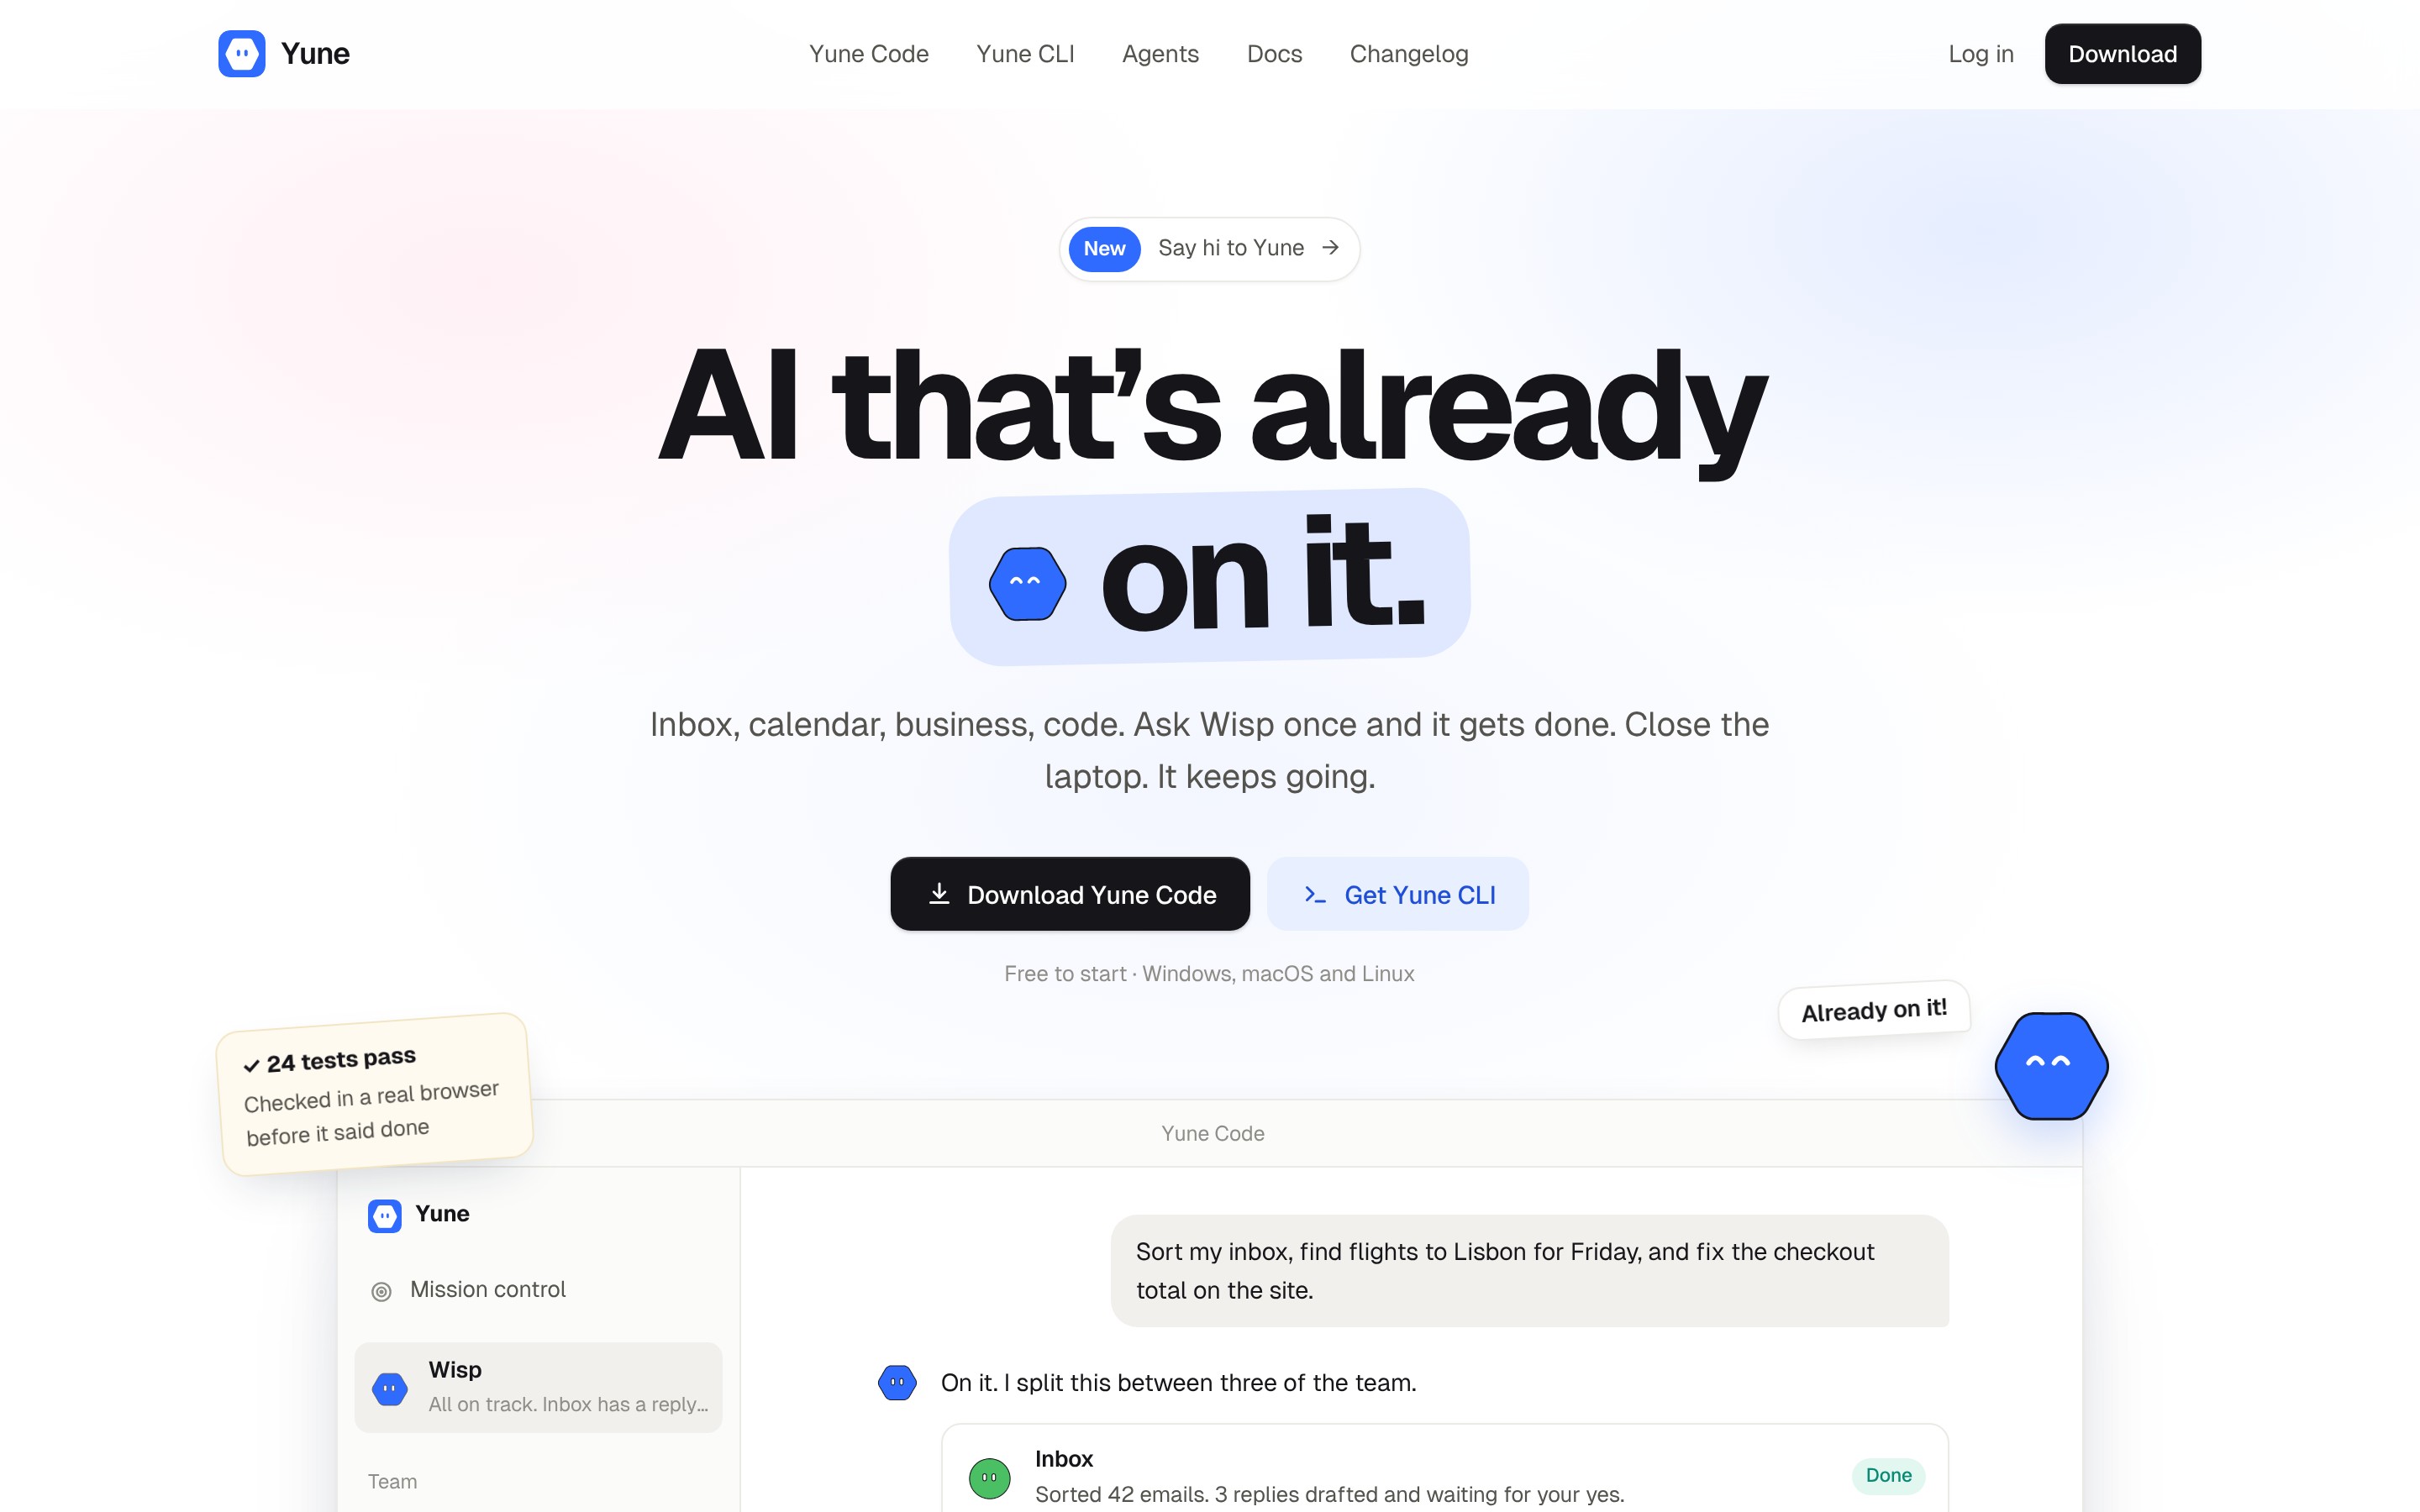 Yune
Yune Code
Yune CLI
Agents
Docs
Changelog
Log in
Download
New
Say hi to Yune →
AI that’s already
on it.
Inbox, calendar, business, code. Ask Wisp once and it gets done. Close the
laptop. It keeps going.
Download Yune Code
Get Yune CLI
Free to start · Windows, macOS and Linux
Already on it!
✓ 24 tests pass
Checked in a real browser
before it said done
Yune Code
Yune
Mission control
Wisp
All on track. Inbox has a reply…
Team
Sort my inbox, find flights to Lisbon for Friday, and fix the checkout
total on the site.
On it. I split this between three of the team.
Inbox
Sorted 42 emails. 3 replies drafted and waiting for your yes.
Done